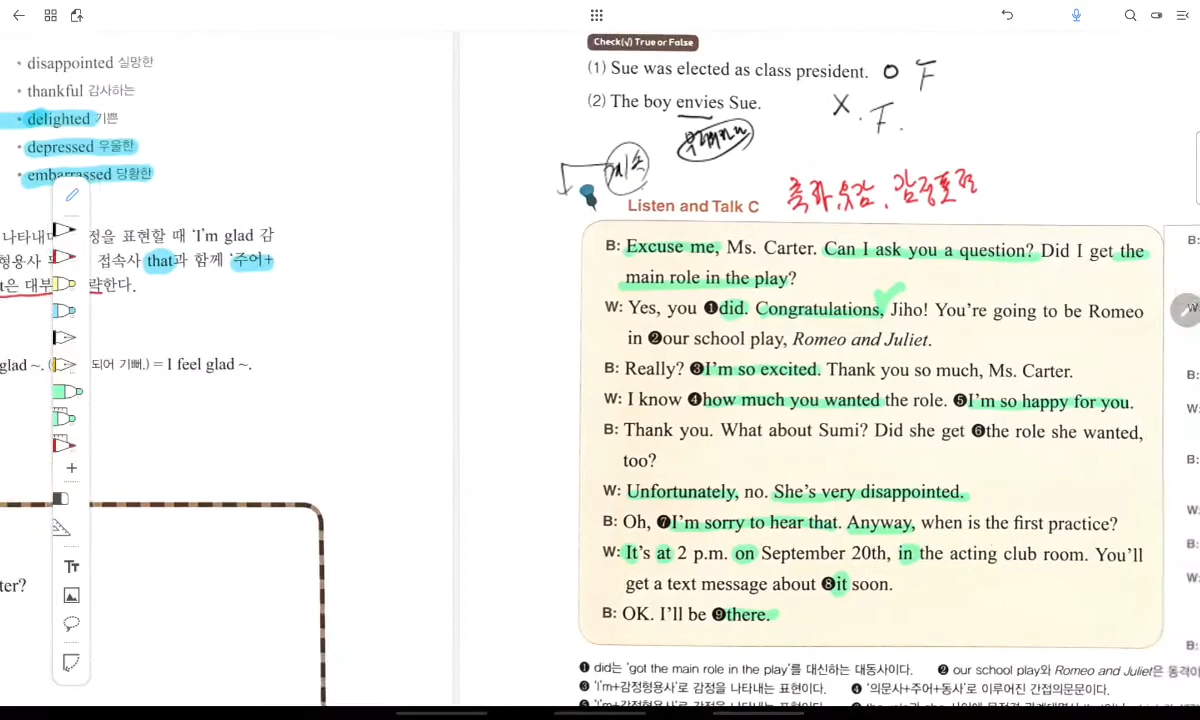 • disappointed 실망한
• thankful 감사하는
• delighted 기쁜
• depressed 우울한
• embarrassed 당황한
정을 표현할 때 ‘I’m glad 감
접속사 that과 함께 ‘주어+
t은 대부 략한다.
glad ~. ( 되어 기뻐.) = I feel glad ~.
ter?
Tт
Check(√) True or False
(1) Sue was elected as class president. O F
(2) The boy envies Sue. X. F.
Listen and Talk C 축하, 유감, 감정표현
B: Excuse me, Ms. Carter. Can I ask you a question? Did I get the
main role in the play?
W: Yes, you ❶did. Congratulations, Jiho! You’re going to be Romeo
in ❷our school play, Romeo and Juliet.
B: Really? ❸I’m so excited. Thank you so much, Ms. Carter.
W: I know ❹how much you wanted the role. ❺I’m so happy for you.
B: Thank you. What about Sumi? Did she get ❻the role she wanted,
too?
W: Unfortunately, no. She’s very disappointed.
B: Oh, ❼I’m sorry to hear that. Anyway, when is the first practice?
W: It’s at 2 p.m. on September 20th, in the acting club room. You’ll
get a text message about ❽it soon.
B: OK. I’ll be ❾there.
❶ did는 ‘got the main role in the play’를 대신하는 대동사이다. ❷ our school play와 Romeo and Juliet은 동격이
❸ ‘I’m+감정형용사’로 감정을 나타내는 표현이다. ❹ ‘의문사+주어+동사’로 이루어진 간접의문문이다.
B:
W:
B:
W:
B:
W:
B:
W:
B: